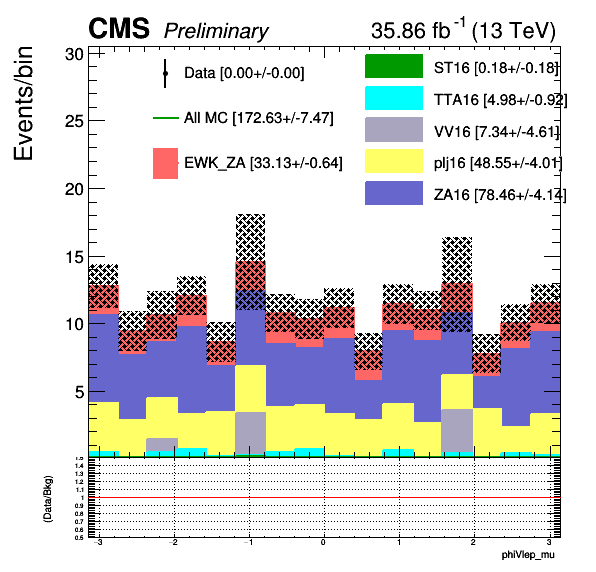 CMS Preliminary 35.86 fb⁻¹ (13 TeV)
Events/bin
30
25
20
15
10
5
Data [0.00+/-0.00]
All MC [172.63+/-7.47]
EWK_ZA [33.13+/-0.64]
ST16 [0.18+/-0.18]
TTA16 [4.98+/-0.92]
VV16 [7.34+/-4.61]
plj16 [48.55+/-4.01]
ZA16 [78.46+/-4.14]
(Data/Bkg)
1.5
1.4
1.3
1.2
1.1
1
0.9
0.8
0.7
0.6
0.5
−3 −2 −1 0 1 2 3
phiVlep_mu